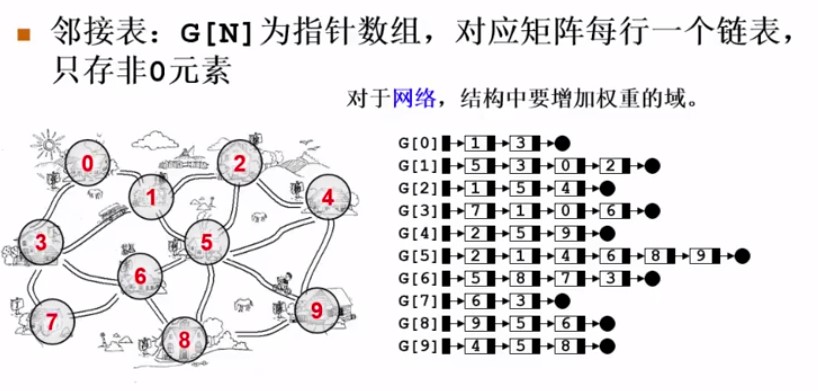 邻接表：G[N]为指针数组，对应矩阵每行一个链表，
只存非0元素
对于网络，结构中要增加权重的域。
0
1
2
3
4
5
6
7
8
9
G[0] 1 3
G[1] 5 3 0 2
G[2] 1 5 4
G[3] 7 1 0 6
G[4] 2 5 9
G[5] 2 1 4 6 8 9
G[6] 5 8 7 3
G[7] 6 3
G[8] 9 5 6
G[9] 4 5 8